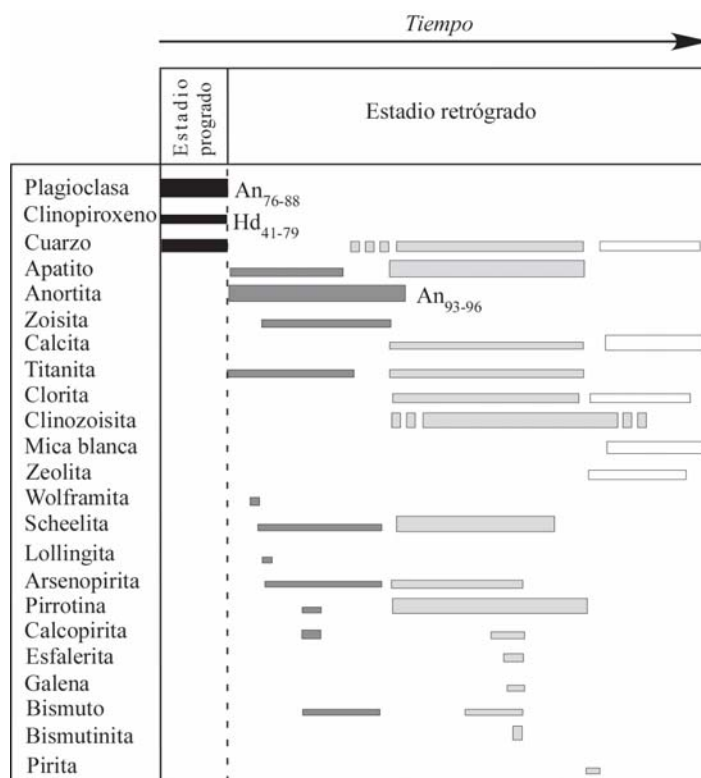 Tiempo
Estadio
progrado
Estadio retrógrado
Plagioclasa
An76-88
Clinopiroxeno
Hd41-79
Cuarzo
Apatito
Anortita
An93-96
Zoisita
Calcita
Titanita
Clorita
Clinozoisita
Mica blanca
Zeolita
Wolframita
Scheelita
Lollingita
Arsenopirita
Pirrotina
Calcopirita
Esfalerita
Galena
Bismuto
Bismutinita
Pirita